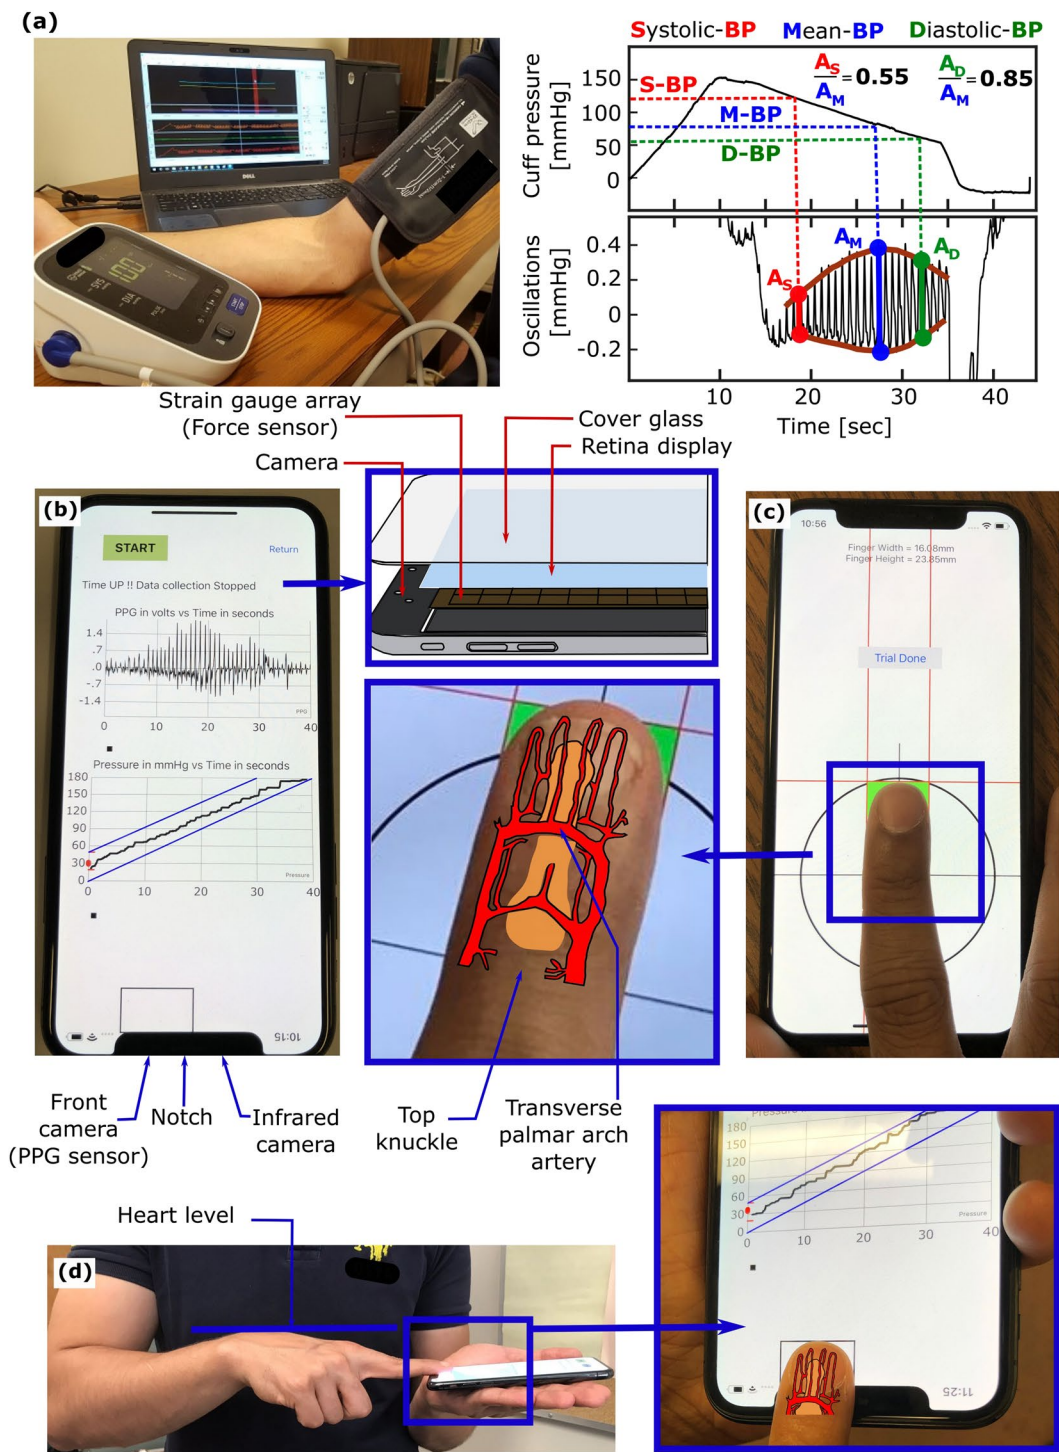 (a)
DELL
Systolic-BP Mean-BP Diastolic-BP
Cuff pressure
[mmHg]
150
100
50
0
S-BP
M-BP
D-BP
A_S/A_M = 0.55
A_D/A_M = 0.85
Oscillations
[mmHg]
0.4
0.2
0
-0.2
A_S
A_M
A_D
10 20 30 40
Time [sec]
Strain gauge array
(Force sensor)
Camera
Cover glass
Retina display
(b)
START
Return
Time UP !! Data collection Stopped
PPG in volts vs Time in seconds
1.4
.7
.0
-.7
-1.4
PPG
0 10 20 30 40
Pressure in mmHg vs Time in seconds
180
150
120
90
60
30
0
Pressure
0 10 20 30 40
10:15
Front
camera
(PPG sensor)
Notch
Infrared
camera
Top
knuckle
Transverse
palmar arch
artery
(c)
10:56
Finger Width = 16.08mm
Finger Height = 23.85mm
Trial Done
(d)
Heart level
180
150
120
90
60
30
0
Pressure
0 10 20 30 40
11:25